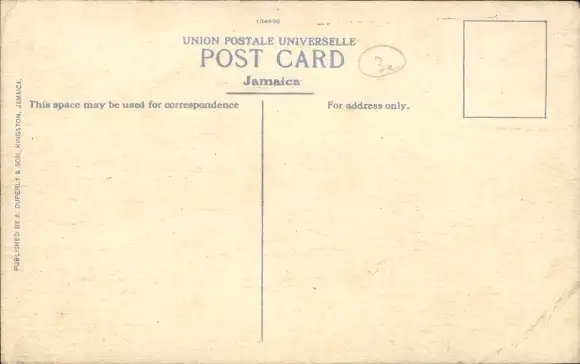 UNION POSTALE UNIVERSELLE
POST CARD
Jamaica
3e
This space may be used for correspondence
For address only.
PUBLISHED BY A. DUPERLY & SON, KINGSTON, JAMAICA.